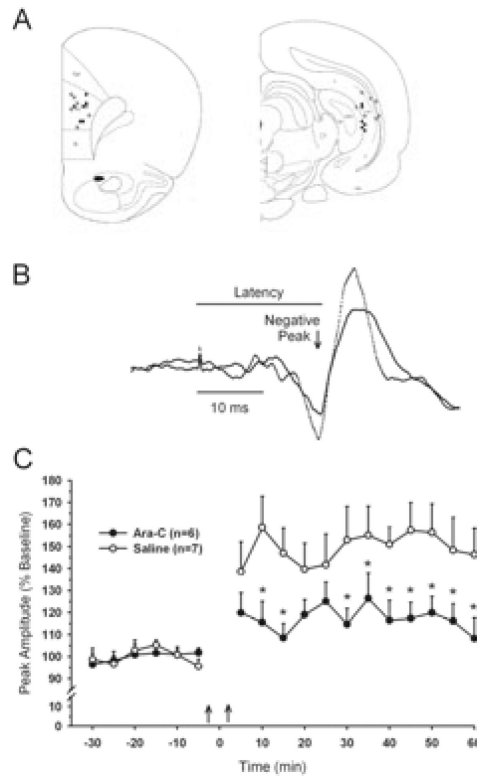 A
B
Latency
Negative
Peak
10 ms
C
180
170
160
150
140
130
120
110
100
90
10
0
Peak Amplitude (% Baseline)
Ara-C (n=6)
Saline (n=7)
* * * * * * * * *
-30 -20 -10 0 10 20 30 40 50 60
Time (min)